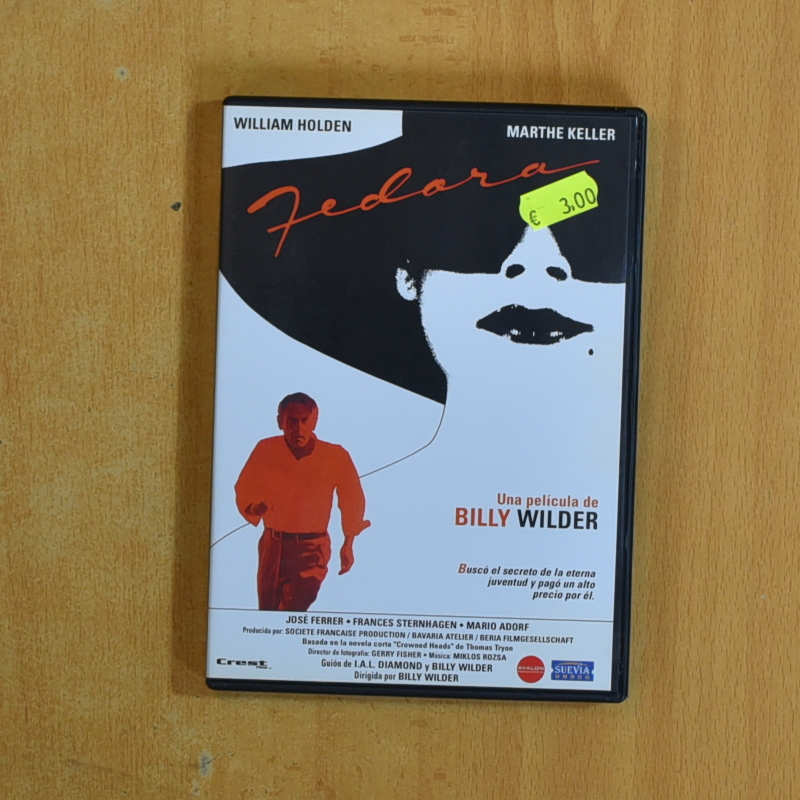 WILLIAM HOLDEN
MARTHE KELLER
Fedora
€ 3,00
Una película de
BILLY WILDER
Buscó el secreto de la eterna
juventud y pagó un alto
precio por él.
JOSÉ FERRER • FRANCES STERNHAGEN • MARIO ADORF
Producida por: SOCIETE FRANCAISE PRODUCTION / BAVARIA ATELIER / BERIA FILMGESELLSCHAFT
Basada en la novela corta "Crowned Heads" de Thomas Tryon
Director de fotografía: GERRY FISHER • Música: MIKLOS ROZSA
Guión de I.A.L. DIAMOND y BILLY WILDER
Dirigida por BILLY WILDER
Crest
AVALON
SUEVIA